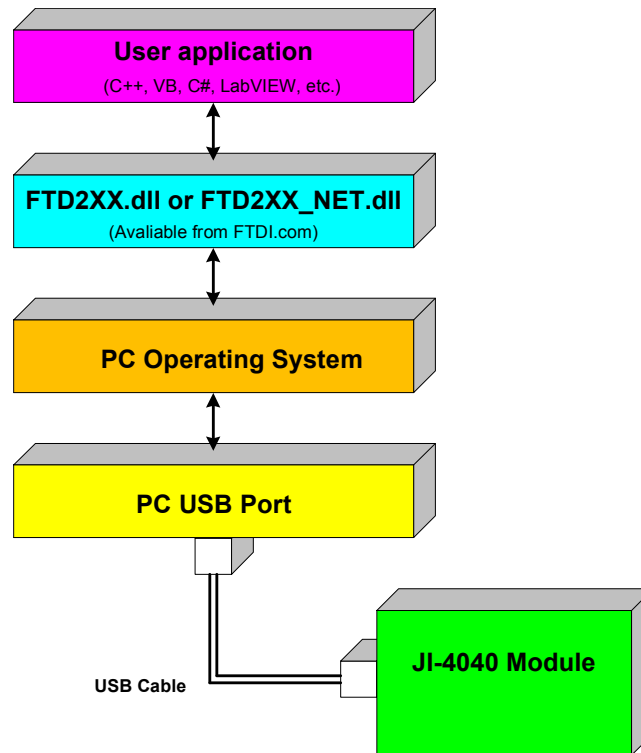 User application
(C++, VB, C#, LabVIEW, etc.)
FTD2XX.dll or FTD2XX_NET.dll
(Avaliable from FTDI.com)
PC Operating System
PC USB Port
JI-4040 Module
USB Cable